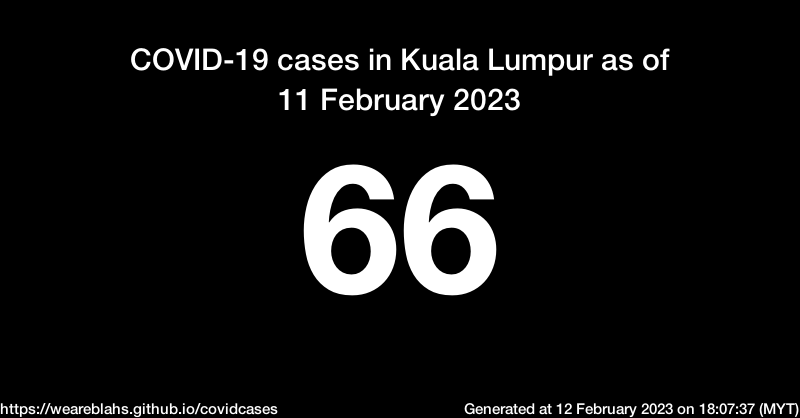 COVID-19 cases in Kuala Lumpur as of
11 February 2023
66
https://weareblahs.github.io/covidcases
Generated at 12 February 2023 on 18:07:37 (MYT)